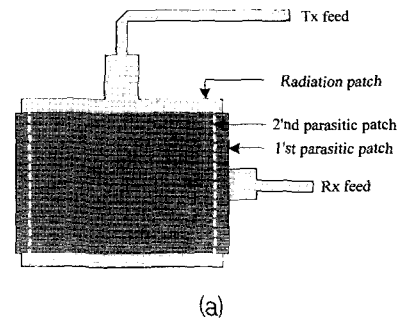 Tx feed
Radiation patch
2'nd parasitic patch
1'st parasitic patch
Rx feed
(a)